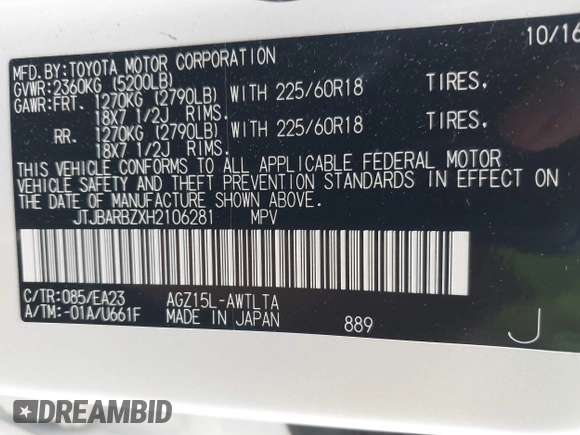 MFD.BY:TOYOTA MOTOR CORPORATION 10/16
GVWR:2360KG (5200LB)
GAWR:FRT. 1270KG (2790LB) WITH 225/60R18 TIRES,
18X7 1/2J RIMS.
RR. 1270KG (2790LB) WITH 225/60R18 TIRES,
18X7 1/2J RIMS.
THIS VEHICLE CONFORMS TO ALL APPLICABLE FEDERAL MOTOR
VEHICLE SAFETY AND THEFT PREVENTION STANDARDS IN EFFECT ON
THE DATE OF MANUFACTURE SHOWN ABOVE.
JTJBARBZXH2106281 MPV
C/TR:085/EA23 AGZ15L-AWTLTA
A/TM:-01A/U661F MADE IN JAPAN 889 J
DREAMBID